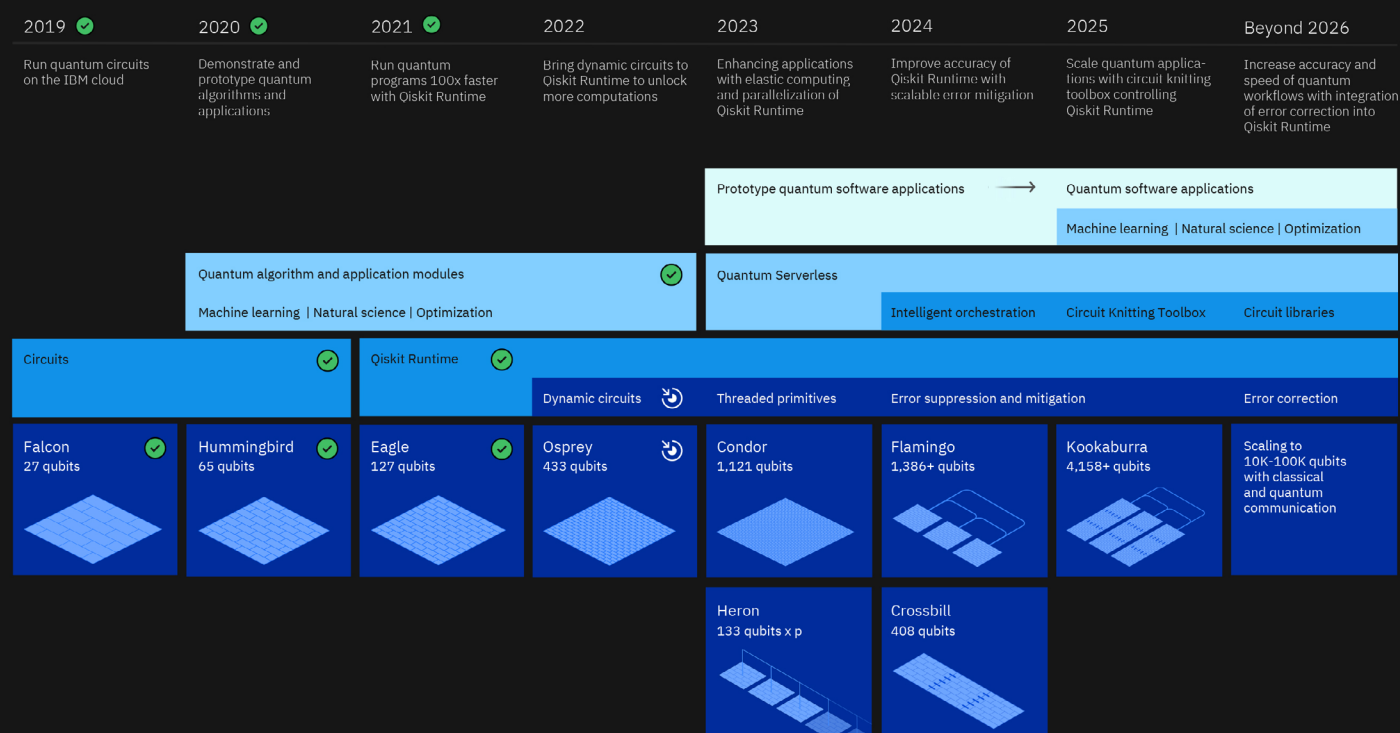 2019
2020
2021
2022
2023
2024
2025
Beyond 2026
Run quantum circuits
on the IBM cloud
Demonstrate and
prototype quantum
algorithms and
applications
Run quantum
programs 100x faster
with Qiskit Runtime
Bring dynamic circuits to
Qiskit Runtime to unlock
more computations
Enhancing applications
with elastic computing
and parallelization of
Qiskit Runtime
Improve accuracy of
Qiskit Runtime with
scalable error mitigation
Scale quantum applica-
tions with circuit knitting
toolbox controlling
Qiskit Runtime
Increase accuracy and
speed of quantum
workflows with integration
of error correction into
Qiskit Runtime
Prototype quantum software applications
Quantum software applications
Machine learning | Natural science | Optimization
Quantum algorithm and application modules
Machine learning | Natural science | Optimization
Quantum Serverless
Intelligent orchestration
Circuit Knitting Toolbox
Circuit libraries
Circuits
Qiskit Runtime
Dynamic circuits
Threaded primitives
Error suppression and mitigation
Error correction
Falcon
27 qubits
Hummingbird
65 qubits
Eagle
127 qubits
Osprey
433 qubits
Condor
1,121 qubits
Flamingo
1,386+ qubits
Kookaburra
4,158+ qubits
Scaling to
10K-100K qubits
with classical
and quantum
communication
Heron
133 qubits x p
Crossbill
408 qubits